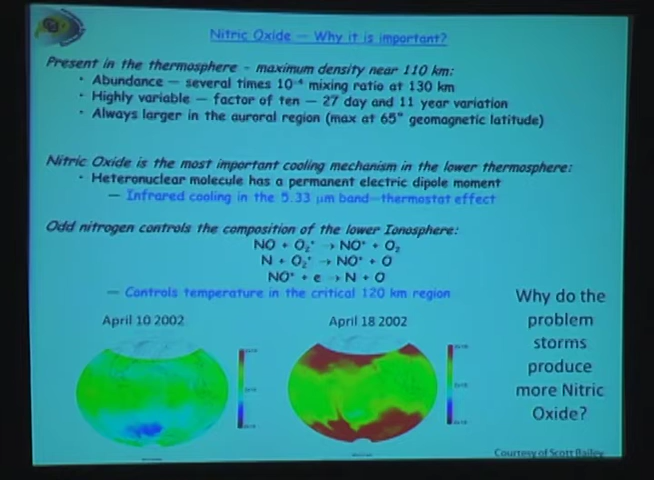 Nitric Oxide — Why it is important?
Present in the thermosphere - maximum density near 110 km:
• Abundance — several times 10⁻⁴ mixing ratio at 130 km
• Highly variable — factor of ten — 27 day and 11 year variation
• Always larger in the auroral region (max at 65° geomagnetic latitude)
Nitric Oxide is the most important cooling mechanism in the lower thermosphere:
• Heteronuclear molecule has a permanent electric dipole moment
— Infrared cooling in the 5.33 μm band—thermostat effect
Odd nitrogen controls the composition of the lower Ionosphere:
NO + O₂⁺ → NO⁺ + O₂
N + O₂⁺ → NO⁺ + O
NO⁺ + e → N + O
— Controls temperature in the critical 120 km region
April 10 2002
April 18 2002
Why do the
problem
storms
produce
more Nitric
Oxide?
Courtesy of Scott Bailey